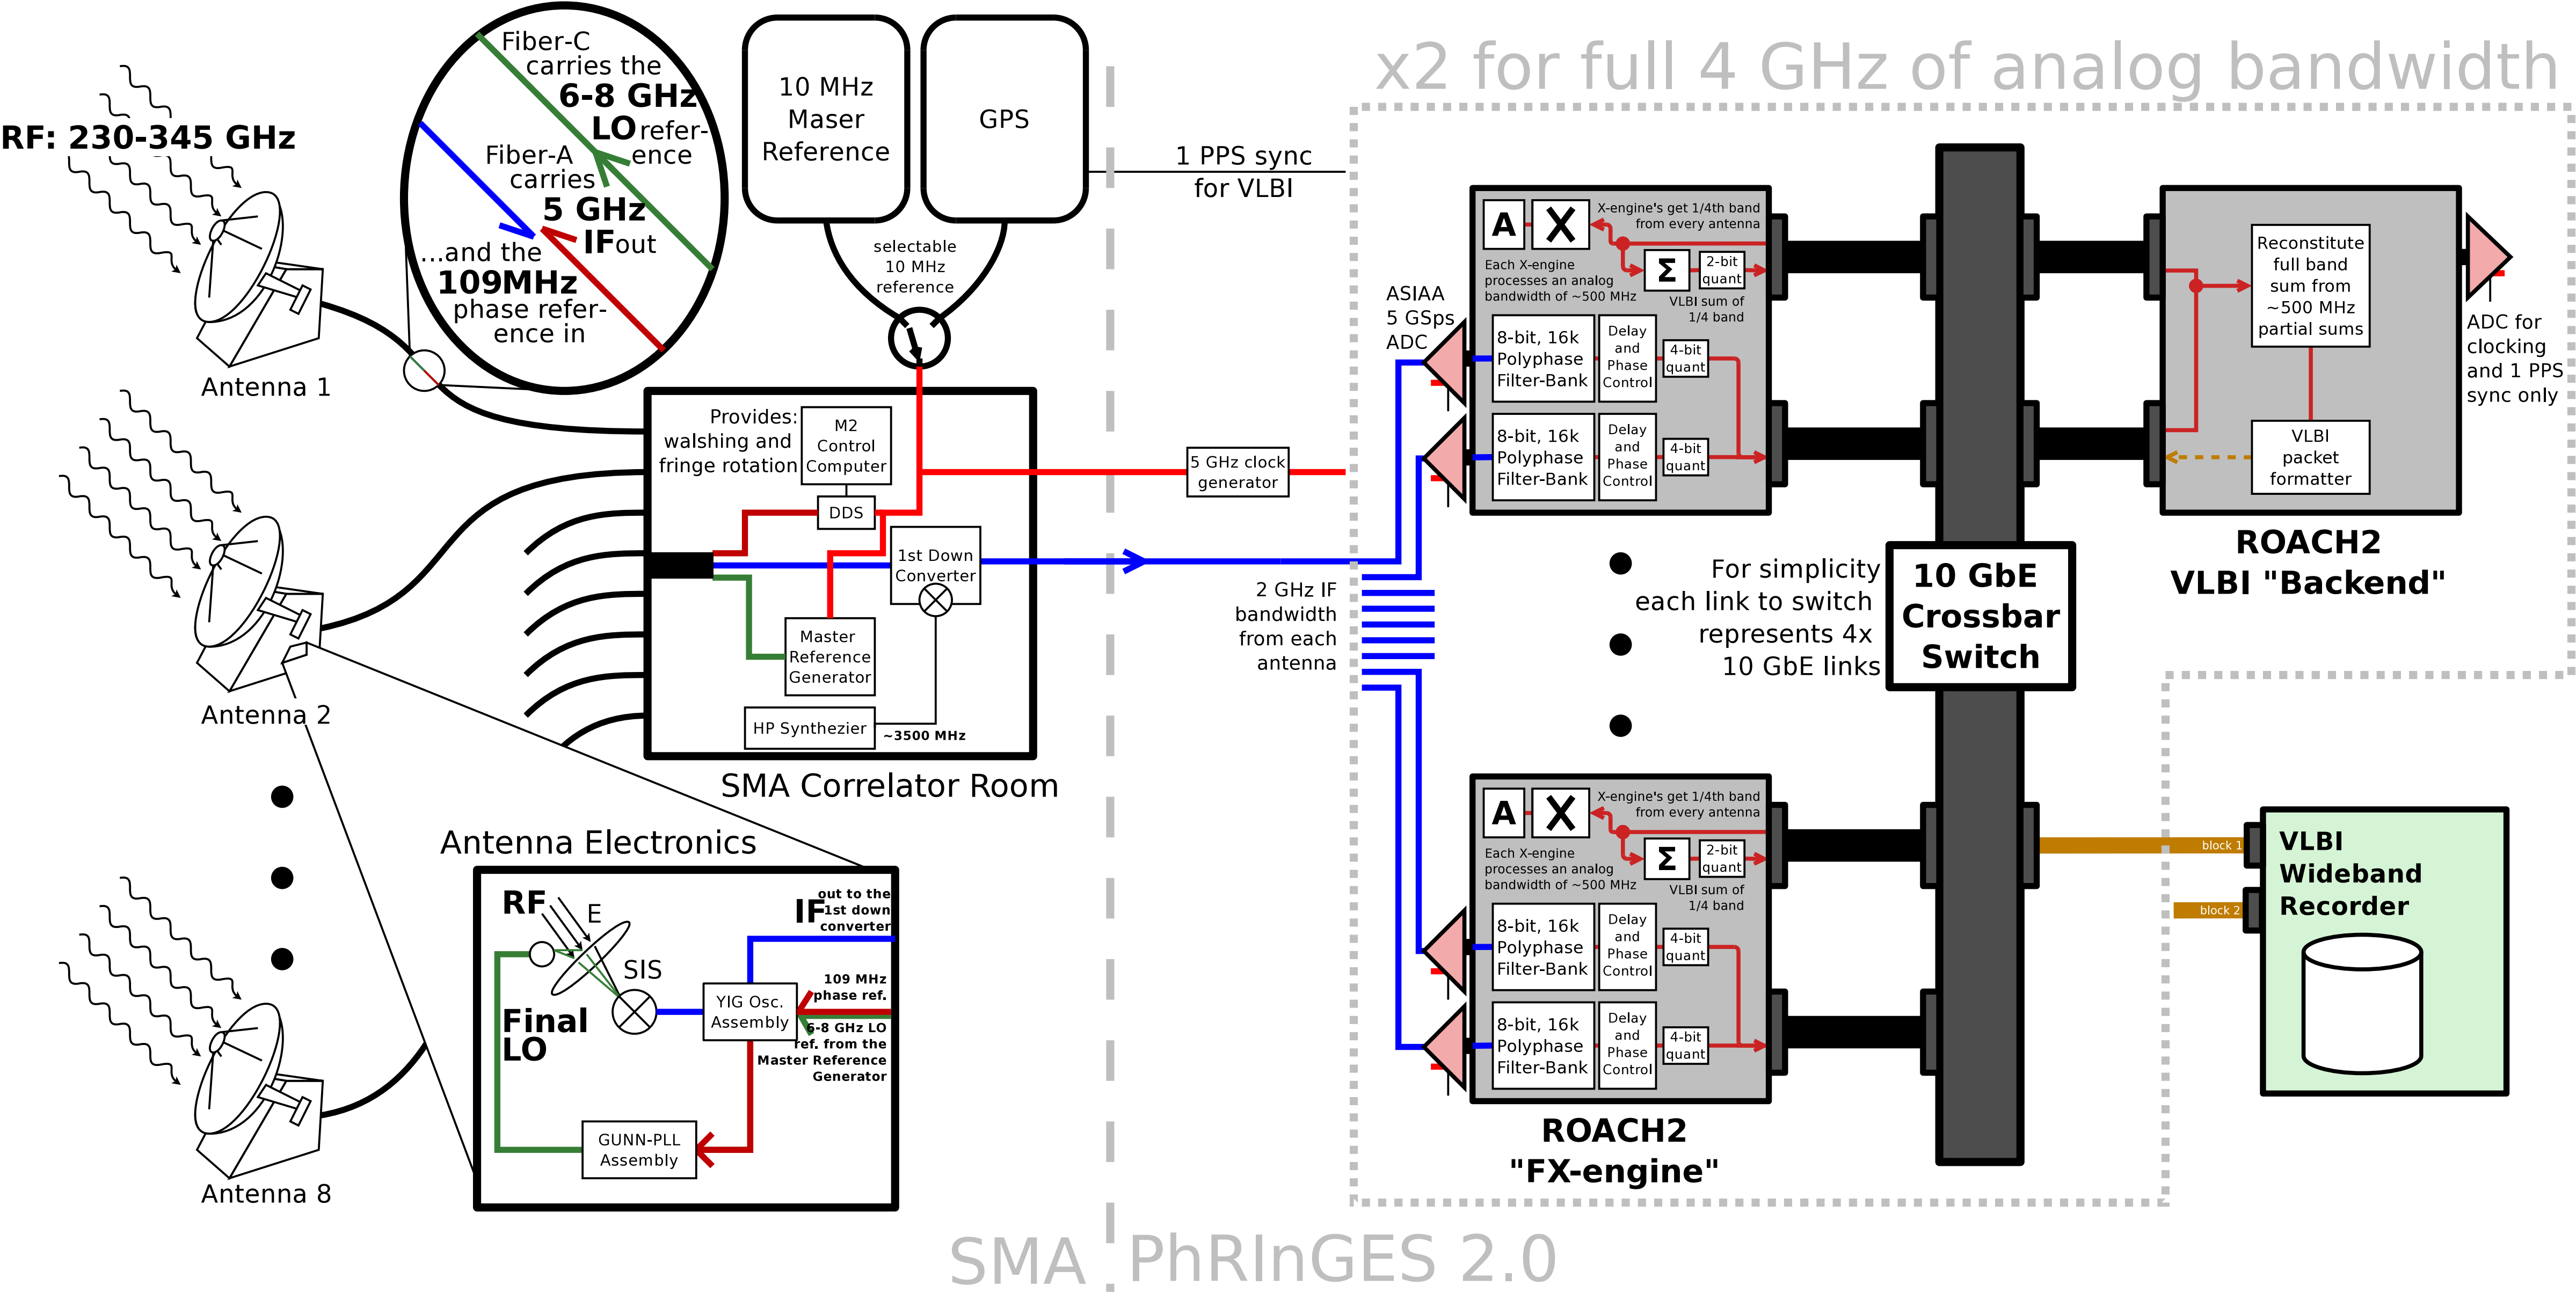 x2 for full 4 GHz of analog bandwidth
RF: 230-345 GHz
Antenna 1
Antenna 2
Antenna 8
Fiber-C
carries the
6-8 GHz
LO refer-
ence
Fiber-A
carries
5 GHz
IF out
...and the
109MHz
phase refer-
ence in
10 MHz
Maser
Reference
GPS
selectable
10 MHz
reference
1 PPS sync
for VLBI
Provides:
walshing and
fringe rotation
M2
Control
Computer
DDS
1st Down
Converter
Master
Reference
Generator
HP Synthezier
~3500 MHz
SMA Correlator Room
5 GHz clock
generator
2 GHz IF
bandwidth
from each
antenna
Antenna Electronics
RF
E
SIS
IF
out to the
1st down
converter
YIG Osc.
Assembly
109 MHz
phase ref.
6-8 GHz LO
ref. from the
Master Reference
Generator
Final
LO
GUNN-PLL
Assembly
SMA
PhRInGES 2.0
ASIAA
5 GSps
ADC
A
X
X-engine's get 1/4th band
from every antenna
Each X-engine
processes an analog
bandwidth of ~500 MHz
Σ
2-bit
quant
VLBI sum of
1/4 band
8-bit, 16k
Polyphase
Filter-Bank
Delay
and
Phase
Control
4-bit
quant
8-bit, 16k
Polyphase
Filter-Bank
Delay
and
Phase
Control
4-bit
quant
For simplicity
each link to switch
represents 4x
10 GbE links
10 GbE
Crossbar
Switch
A
X
X-engine's get 1/4th band
from every antenna
Each X-engine
processes an analog
bandwidth of ~500 MHz
Σ
2-bit
quant
VLBI sum of
1/4 band
8-bit, 16k
Polyphase
Filter-Bank
Delay
and
Phase
Control
4-bit
quant
8-bit, 16k
Polyphase
Filter-Bank
Delay
and
Phase
Control
4-bit
quant
ROACH2
"FX-engine"
Reconstitute
full band
sum from
~500 MHz
partial sums
VLBI
packet
formatter
ADC for
clocking
and 1 PPS
sync only
ROACH2
VLBI "Backend"
block 1
block 2
VLBI
Wideband
Recorder